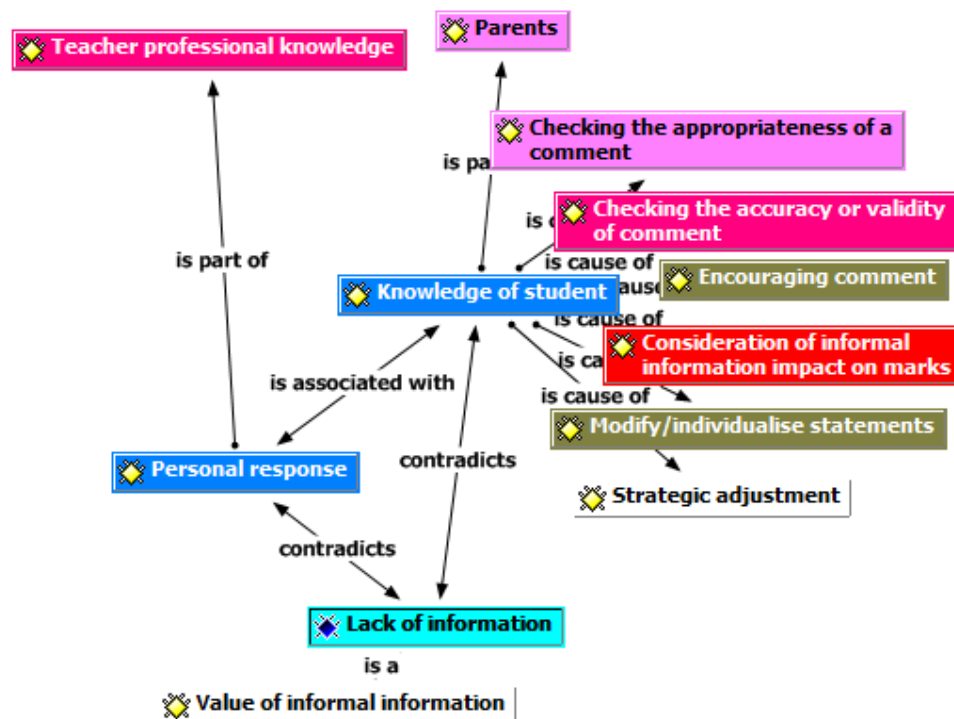 Parents
Teacher professional knowledge
Checking the appropriateness of a
comment
is
Checking the accuracy or validity
of comment
is
is part of
is cause of
Encouraging comment
Knowledge of student
is cause of
Consideration of informal
information impact on marks
is
is associated with
is cause of
Modify/individualise statements
contradicts
Personal response
Strategic adjustment
contradicts
Lack of information
is a
Value of informal information